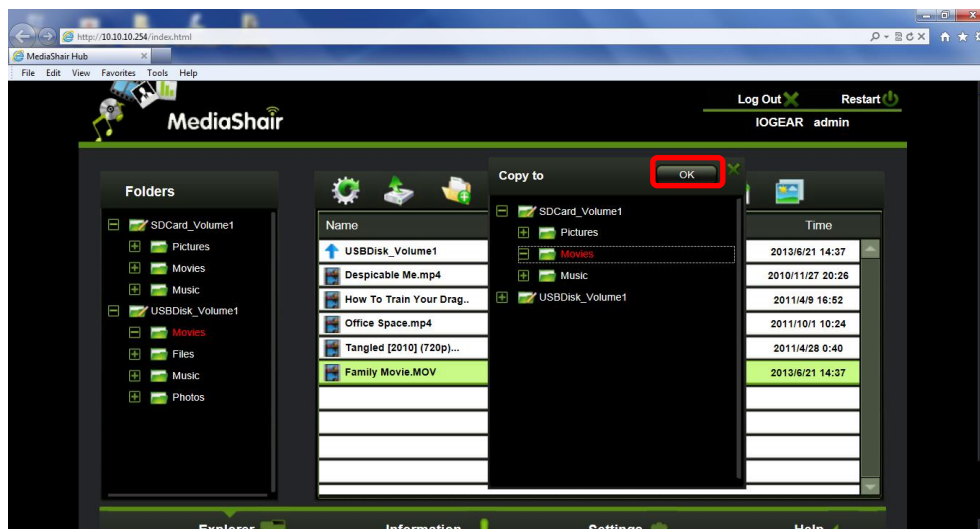 http://10.10.10.254/index.html
MediaShair Hub
File Edit View Favorites Tools Help
MediaShair
Log Out Restart
IOGEAR admin
Folders
SDCard_Volume1
Pictures
Movies
Music
USBDisk_Volume1
Movies
Files
Music
Photos
Name Time
USBDisk_Volume1 2013/6/21 14:37
Despicable Me.mp4 2010/11/27 20:26
How To Train Your Drag.. 2011/4/9 16:52
Office Space.mp4 2011/10/1 10:24
Tangled [2010] (720p)... 2011/4/28 0:40
Family Movie.MOV 2013/6/21 14:37
Copy to OK
SDCard_Volume1
Pictures
Movies
Music
USBDisk_Volume1
Explorer Information Settings Help